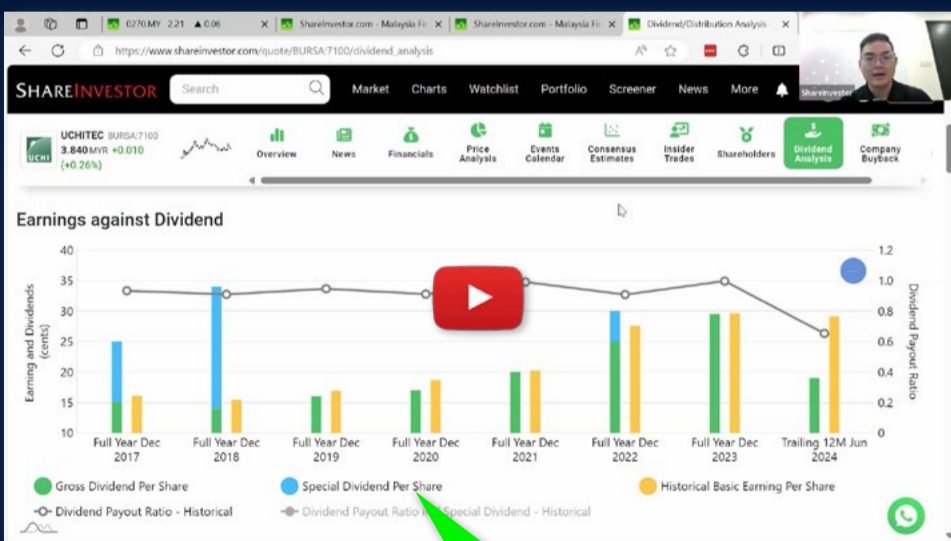 0270.MY 2.21 ▲ 0.06
ShareInvestor.com - Malaysia Fir
ShareInvestor.com - Malaysia Fir
Dividend/Distribution Analysis -
https://www.shareinvestor.com/quote/BURSA:7100/dividend_analysis
SHAREINVESTOR
Search
Market Charts Watchlist Portfolio Screener News More
ShareInvestor
UCHI
UCHITEC BURSA:7100
3.840 MYR +0.010
(+0.26%)
Overview
News
Financials
Price Analysis
Events Calendar
Consensus Estimates
Insider Trades
Shareholders
Dividend Analysis
Company Buyback
Earnings against Dividend
Earning and Dividends (cents)
40
35
30
25
20
15
10
1.2
1.0
0.8
0.6
0.4
0.2
0
Dividend Payout Ratio
Full Year Dec 2017
Full Year Dec 2018
Full Year Dec 2019
Full Year Dec 2020
Full Year Dec 2021
Full Year Dec 2022
Full Year Dec 2023
Trailing 12M Jun 2024
Gross Dividend Per Share
Special Dividend Per Share
Historical Basic Earning Per Share
Dividend Payout Ratio - Historical
Dividend Payout Ratio Special Dividend - Historical